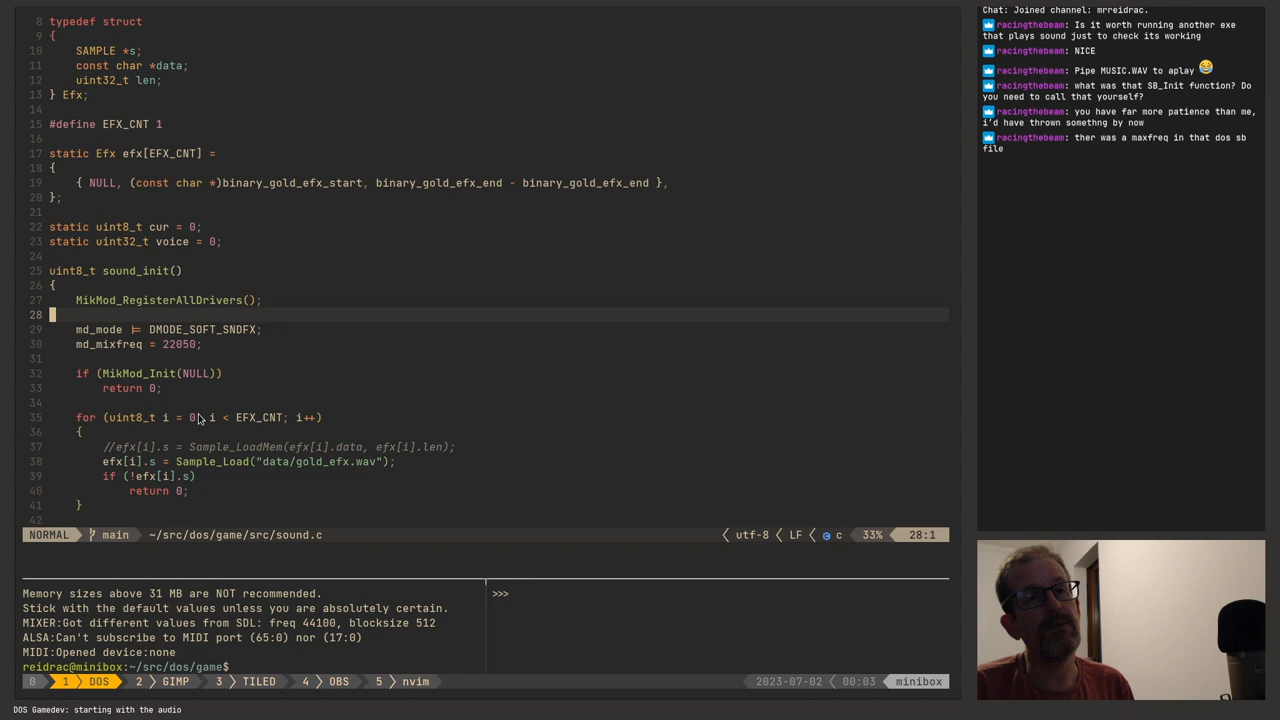 8 typedef struct
9 {
10 SAMPLE *s;
11 const char *data;
12 uint32_t len;
13 } Efx;
14
15 #define EFX_CNT 1
16
17 static Efx efx[EFX_CNT] =
18 {
19 { NULL, (const char *)binary_gold_efx_start, binary_gold_efx_end - binary_gold_efx_end },
20 };
21
22 static uint8_t cur = 0;
23 static uint32_t voice = 0;
24
25 uint8_t sound_init()
26 {
27 MikMod_RegisterAllDrivers();
28
29 md_mode |= DMODE_SOFT_SNDFX;
30 md_mixfreq = 22050;
31
32 if (MikMod_Init(NULL))
33 return 0;
34
35 for (uint8_t i = 0; i < EFX_CNT; i++)
36 {
37 //efx[i].s = Sample_LoadMem(efx[i].data, efx[i].len);
38 efx[i].s = Sample_Load("data/gold_efx.wav");
39 if (!efx[i].s)
40 return 0;
41 }
42
NORMAL main ~/src/dos/game/src/sound.c utf-8 LF c 33% 28:1
Memory sizes above 31 MB are NOT recommended.
Stick with the default values unless you are absolutely certain.
MIXER:Got different values from SDL: freq 44100, blocksize 512
ALSA:Can't subscribe to MIDI port (65:0) nor (17:0)
MIDI:Opened device:none
reidrac@minibox:~/src/dos/game$
>>>
0 1 DOS 2 GIMP 3 TILED 4 OBS 5 nvim 2023-07-02 00:03 minibox
DOS Gamedev: starting with the audio
Chat: Joined channel: mrreidrac.
racingthebeam: Is it worth running another exe
that plays sound just to check its working
racingthebeam: NICE
racingthebeam: Pipe MUSIC.WAV to aplay 😂
racingthebeam: what was that SB_Init function? Do
you need to call that yourself?
racingthebeam: you have far more patience than me,
i'd have thrown somethng by now
racingthebeam: ther was a maxfreq in that dos sb
file